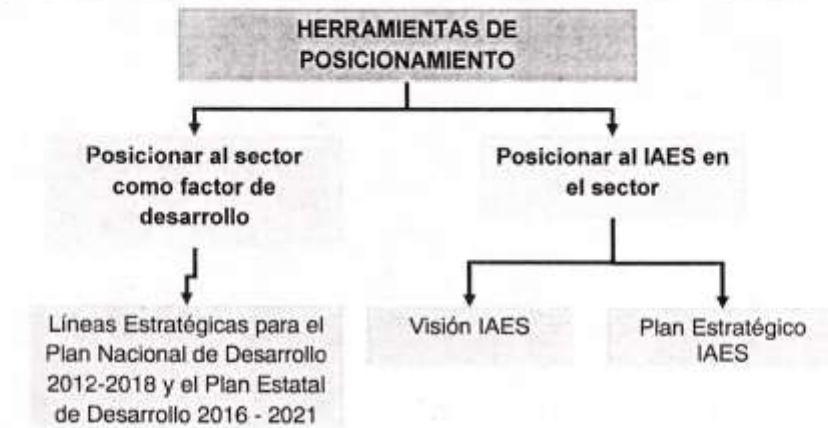 HERRAMIENTAS DE
POSICIONAMIENTO
Posicionar al sector
como factor de
desarrollo
Posicionar al IAES en
el sector
Líneas Estratégicas para el
Plan Nacional de Desarrollo
2012-2018 y el Plan Estatal
de Desarrollo 2016 - 2021
Visión IAES
Plan Estratégico
IAES